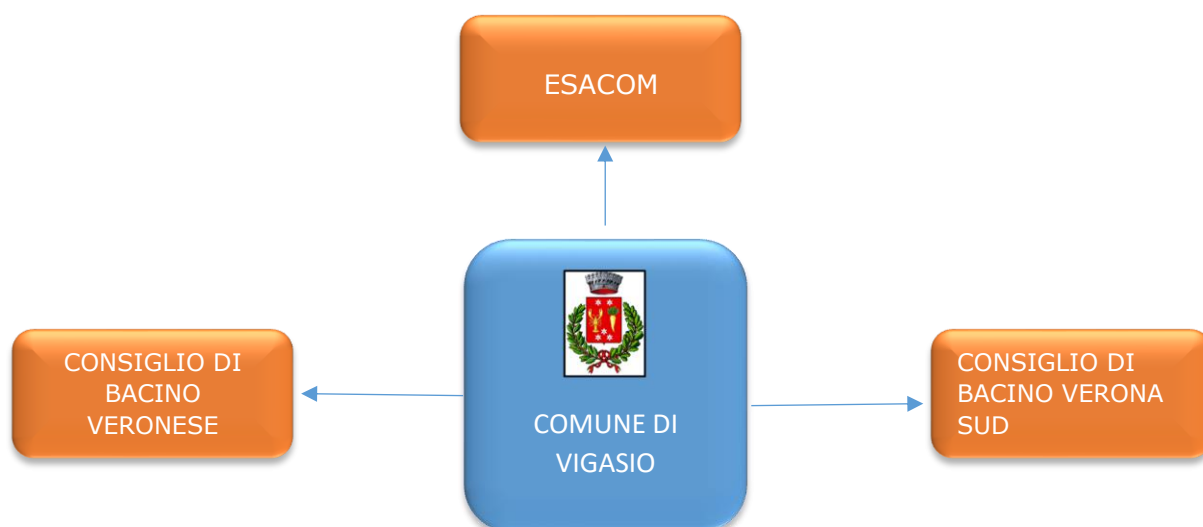 ESACOM
CONSIGLIO DI
BACINO
VERONESE
COMUNE DI
VIGASIO
CONSIGLIO DI
BACINO VERONA
SUD